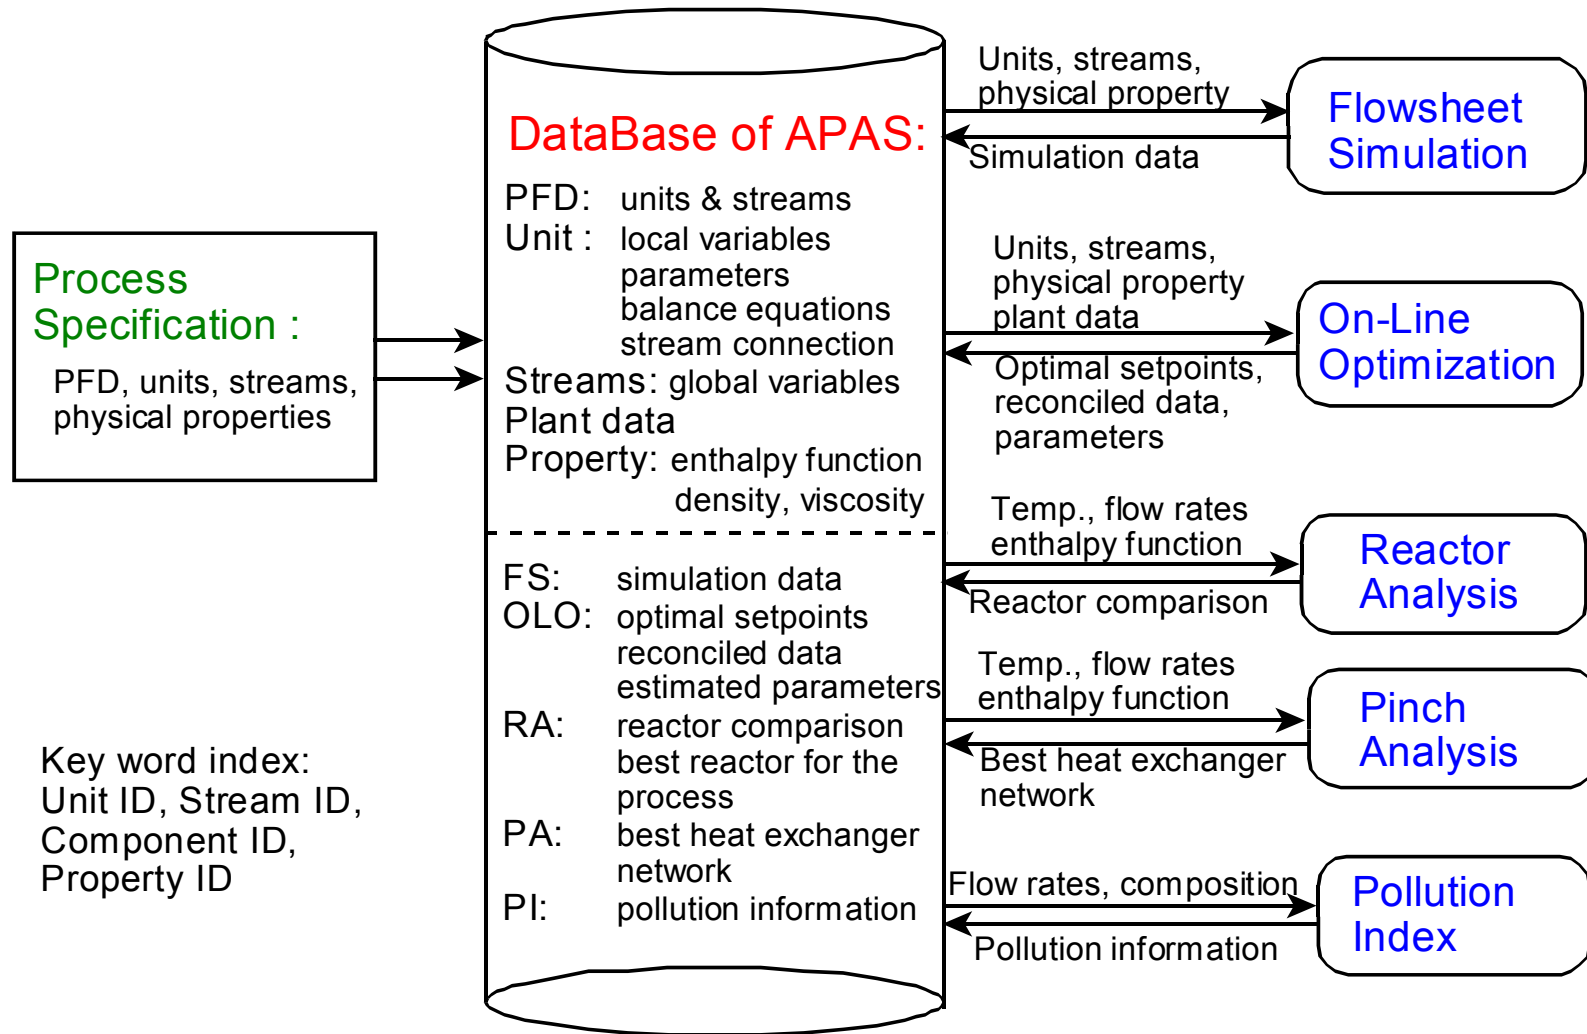 Process
Specification :
PFD, units, streams,
physical properties
Key word index:
Unit ID, Stream ID,
Component ID,
Property ID
DataBase of APAS:
PFD: units & streams
Unit : local variables
parameters
balance equations
stream connection
Streams: global variables
Plant data
Property: enthalpy function
density, viscosity
FS: simulation data
OLO: optimal setpoints
reconciled data
estimated parameters
RA: reactor comparison
best reactor for the
process
PA: best heat exchanger
network
PI: pollution information
Units, streams,
physical property
Simulation data
Flowsheet
Simulation
Units, streams,
physical property
plant data
Optimal setpoints,
reconciled data,
parameters
On-Line
Optimization
Temp., flow rates
enthalpy function
Reactor comparison
Reactor
Analysis
Temp., flow rates
enthalpy function
Best heat exchanger
network
Pinch
Analysis
Flow rates, composition
Pollution information
Pollution
Index